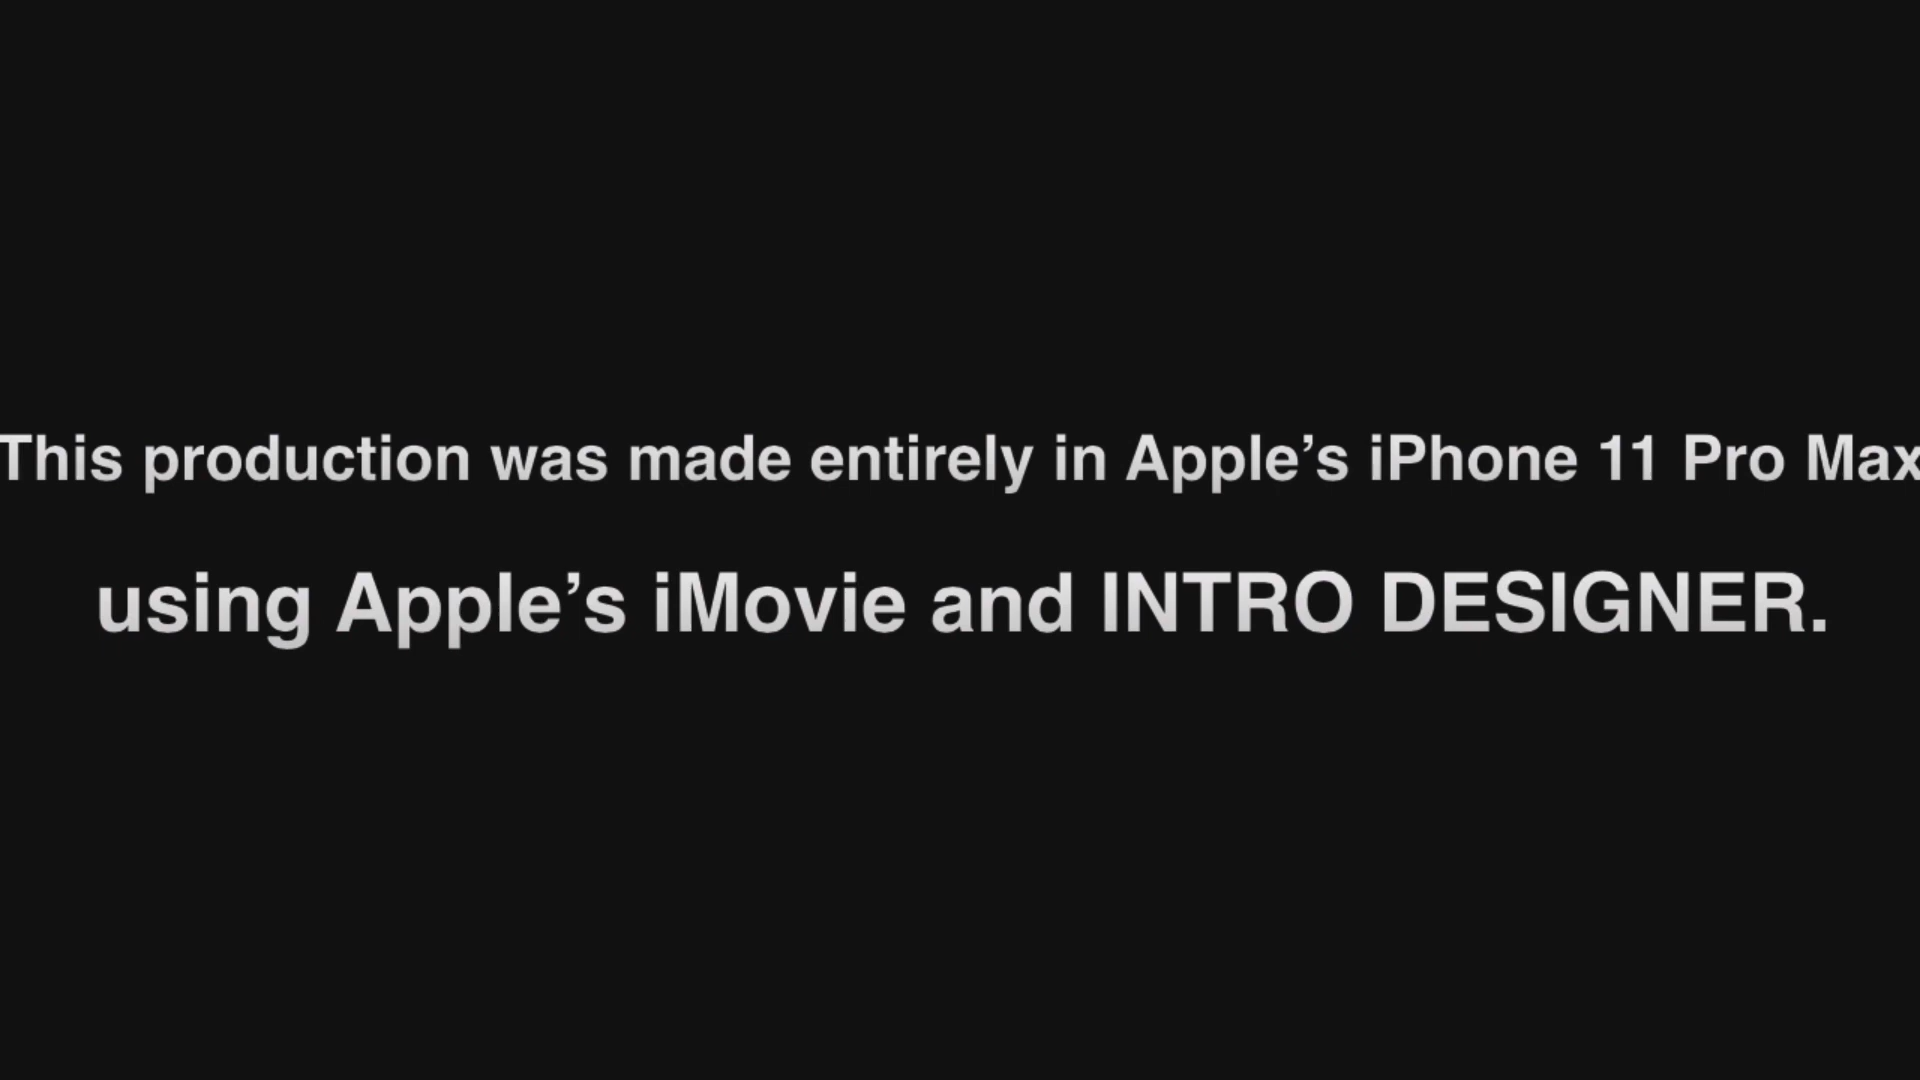 This production was made entirely in Apple’s iPhone 11 Pro Max
using Apple’s iMovie and INTRO DESIGNER.